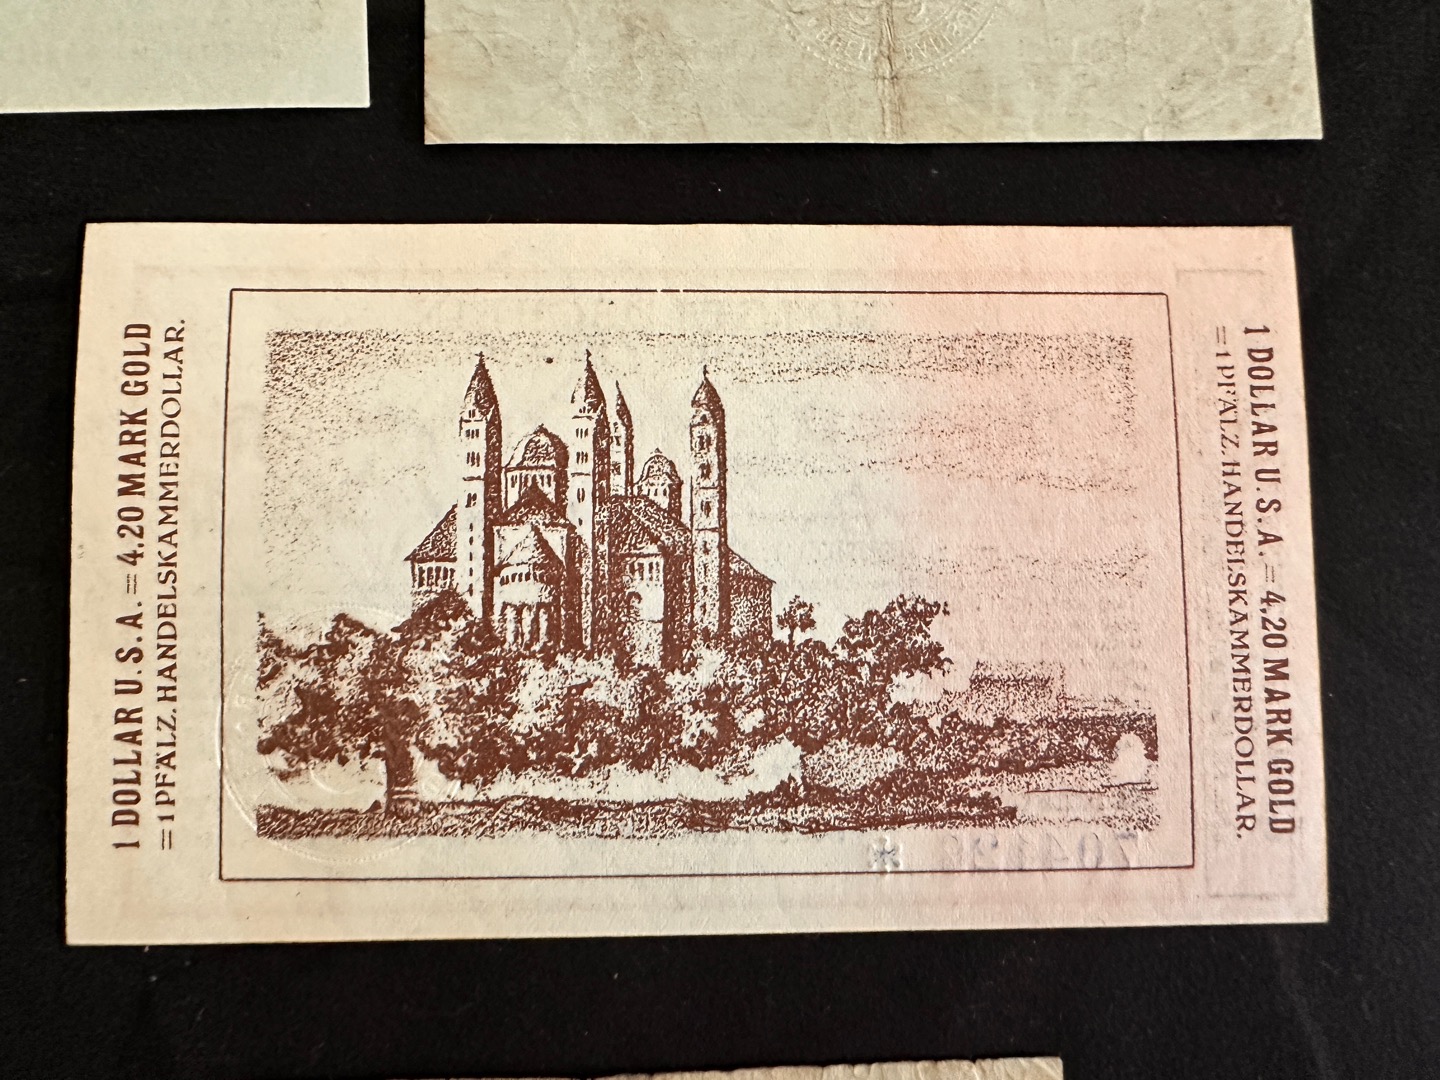 1 DOLLAR U.S.A. = 4,20 MARK GOLD
= 1 PFÄLZ. HANDELSKAMMERDOLLAR.
1 DOLLAR U.S.A. = 4,20 MARK GOLD
= 1 PFÄLZ. HANDELSKAMMERDOLLAR.